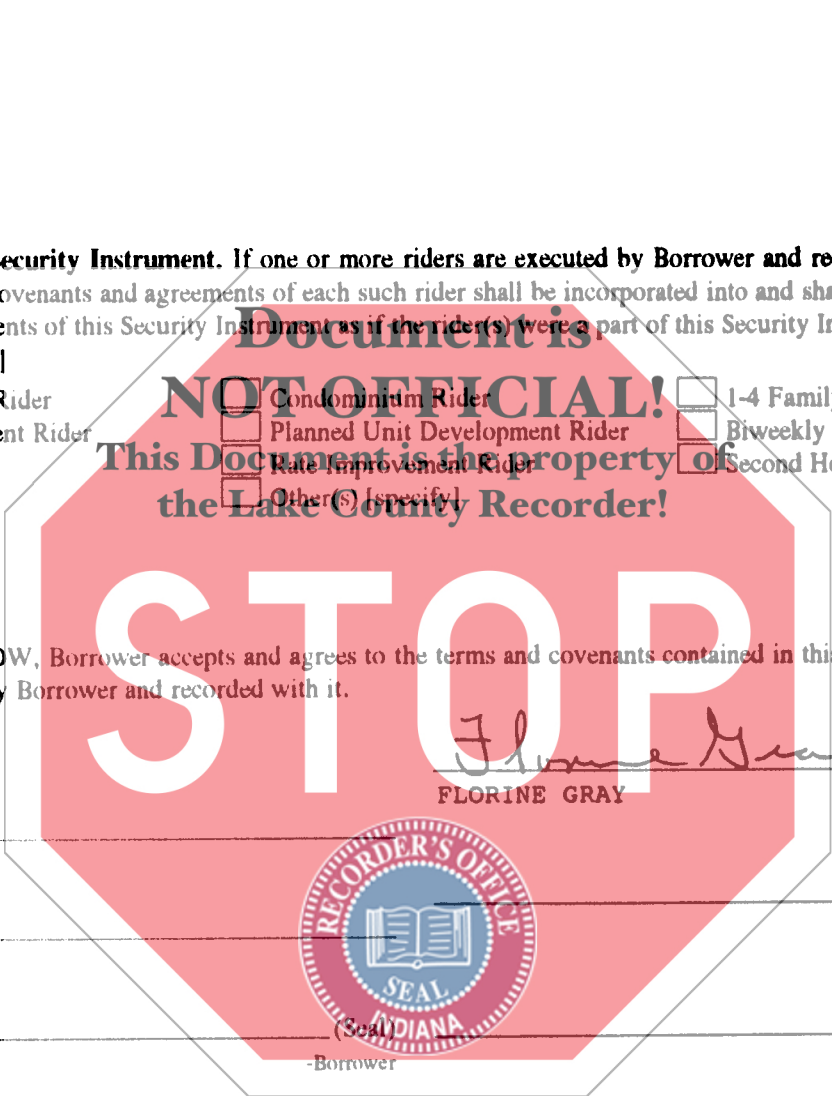 ecurity Instrument. If one or more riders are executed by Borrower and re
ovenants and agreements of each such rider shall be incorporated into and sha
ents of this Security Instrument as if the rider(s) were a part of this Security In
]
Rider Condominium Rider 1-4 Family
ent Rider Planned Unit Development Rider Biweekly
Rate Improvement Rider Second Ho
Other(s) [specify]
Document is
NOT OFFICIAL!
This Document is the property of
the Lake County Recorder!
STOP
OW, Borrower accepts and agrees to the terms and covenants contained in this
y Borrower and recorded with it.
Florine Gra
FLORINE GRAY
RECORDER'S OFFICE
SEAL
INDIANA
(Seal)
-Borrower